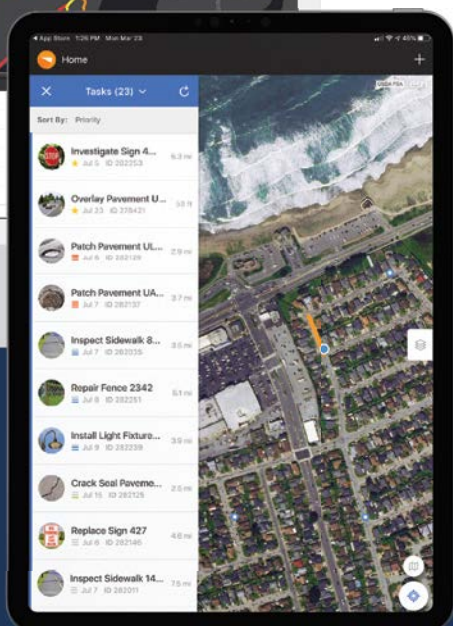 App Store 1:26 PM Mon Mar 23
45%
Home
Tasks (23)
Sort By: Priority
Investigate Sign 4...
Jul 5 ID 282253
6.3 mi
Overlay Pavement U...
Jul 23 ID 278421
Patch Pavement UL...
Jul 6 ID 282139
2.9 mi
Patch Pavement UA...
Jul 7 ID 282137
3.7 mi
Inspect Sidewalk 8...
Jul 7 ID 282035
3.5 mi
Repair Fence 2342
Jul 8 ID 282251
5.1 mi
Install Light Fixture...
Jul 9 ID 282239
3.9 mi
Crack Seal Paveme...
Jul 15 ID 282125
2.5 mi
Replace Sign 427
Jul 6 ID 282146
4.6 mi
Inspect Sidewalk 14...
Jul 7 ID 282011
7.5 mi
USDA FSA
STOP